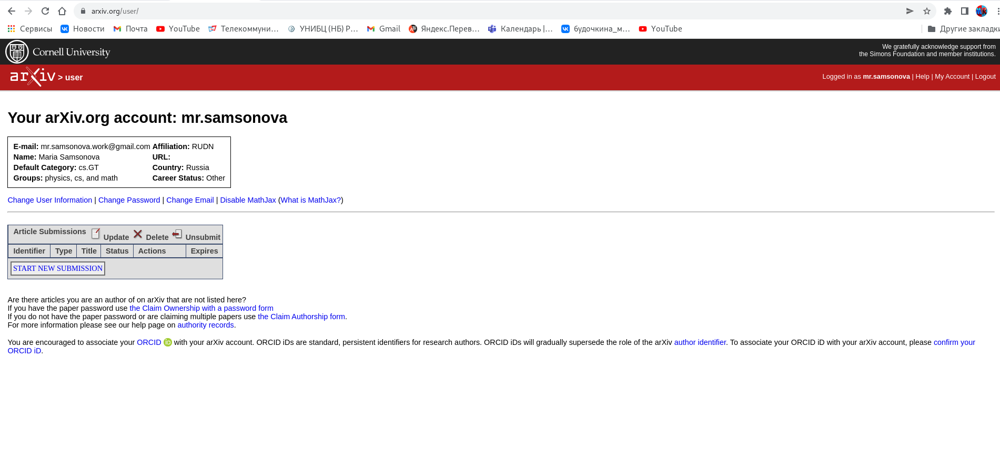 arxiv.org/user/
Сервисы Новости Почта YouTube Телекоммуни... УНИБЦ (НБ) Р... Gmail Яндекс.Перев... Календарь |... будочкина_м... YouTube Другие закладки
Cornell University
We gratefully acknowledge support from
the Simons Foundation and member institutions.
arXiv > user
Logged in as mr.samsonova | Help | My Account | Logout
Your arXiv.org account: mr.samsonova
E-mail: mr.samsonova.work@gmail.com Affiliation: RUDN
Name: Maria Samsonova URL:
Default Category: cs.GT Country: Russia
Groups: physics, cs, and math Career Status: Other
Change User Information | Change Password | Change Email | Disable MathJax (What is MathJax?)
Article Submissions Update Delete Unsubmit
Identifier Type Title Status Actions Expires
START NEW SUBMISSION
Are there articles you are an author of on arXiv that are not listed here?
If you have the paper password use the Claim Ownership with a password form
If you do not have the paper password or are claiming multiple papers use the Claim Authorship form.
For more information please see our help page on authority records.
You are encouraged to associate your ORCID iD with your arXiv account. ORCID iDs are standard, persistent identifiers for research authors. ORCID iDs will gradually supersede the role of the arXiv author identifier. To associate your ORCID iD with your arXiv account, please confirm your
ORCID iD.